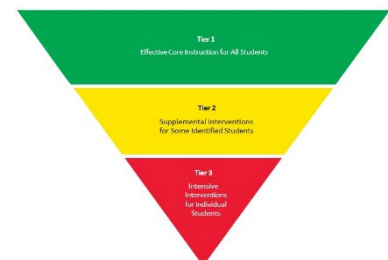 Tier 1
Effective Core Instruction for All Students
Tier 2
Supplemental Interventions
for Some Identified Students
Tier 3
Intensive
Interventions
for Individual
Students